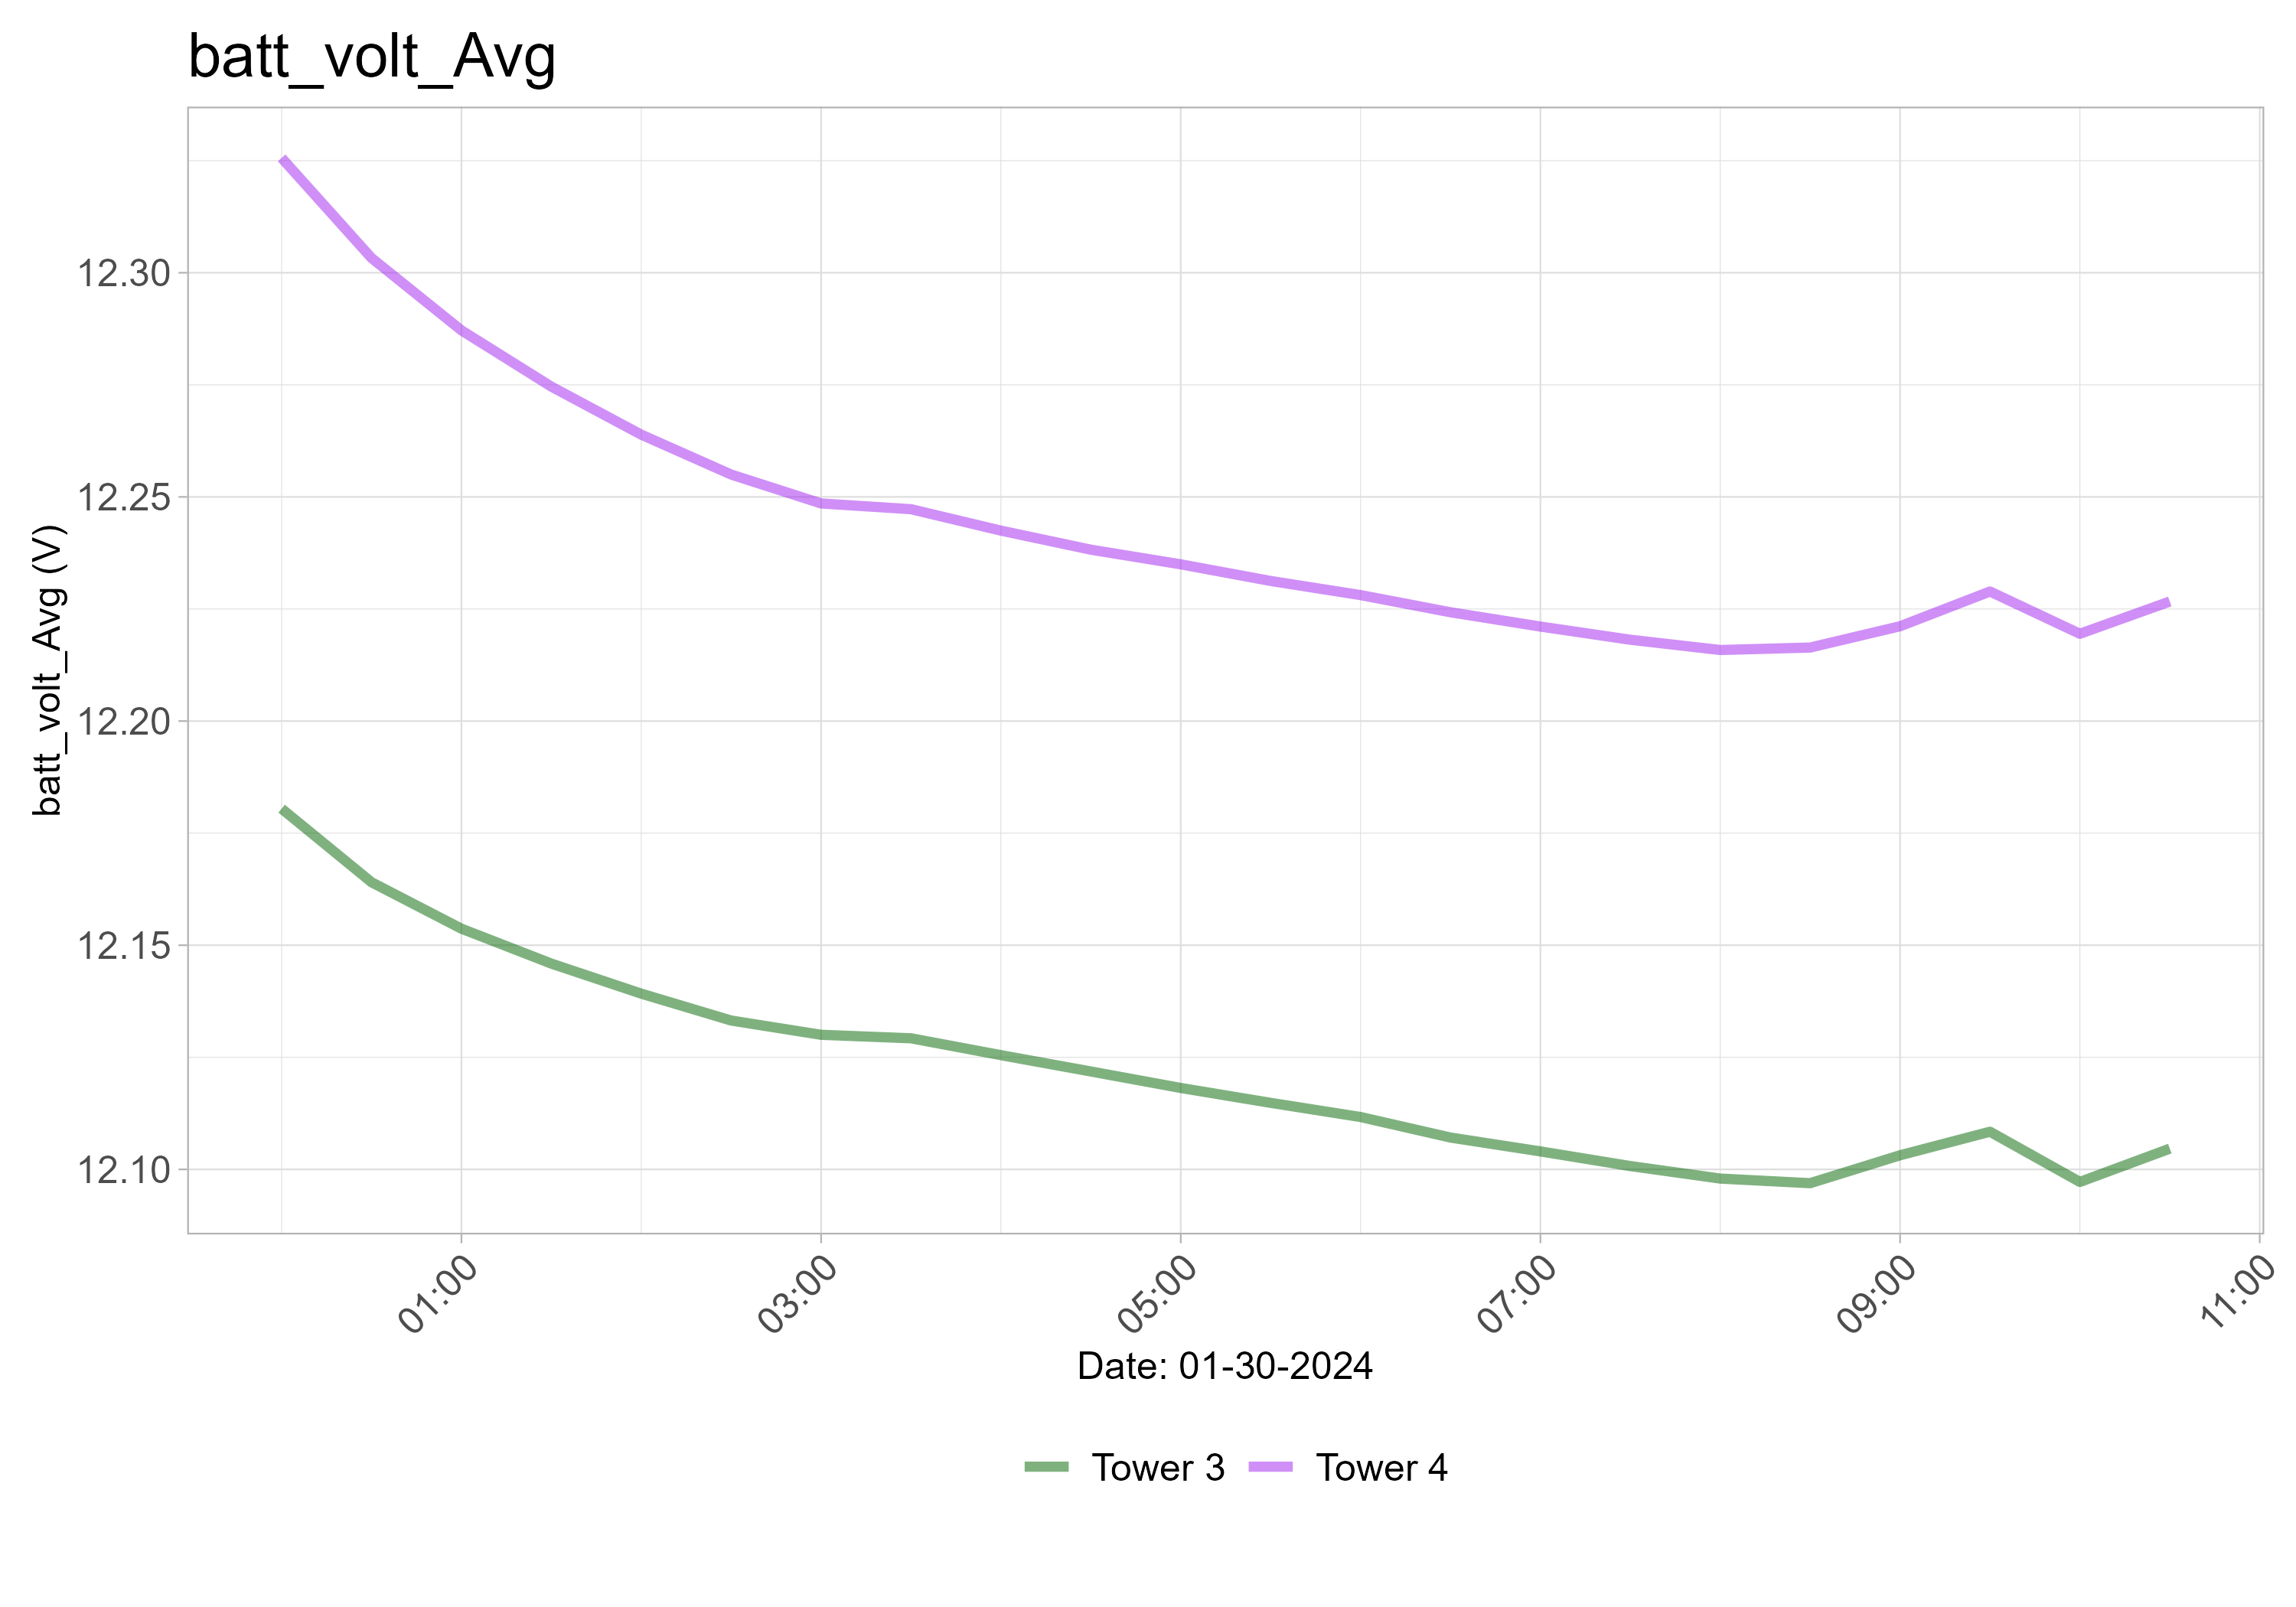 batt_volt_Avg
batt_volt_Avg (V)
12.30
12.25
12.20
12.15
12.10
01:00
03:00
05:00
07:00
09:00
11:00
Date: 01-30-2024
Tower 3
Tower 4